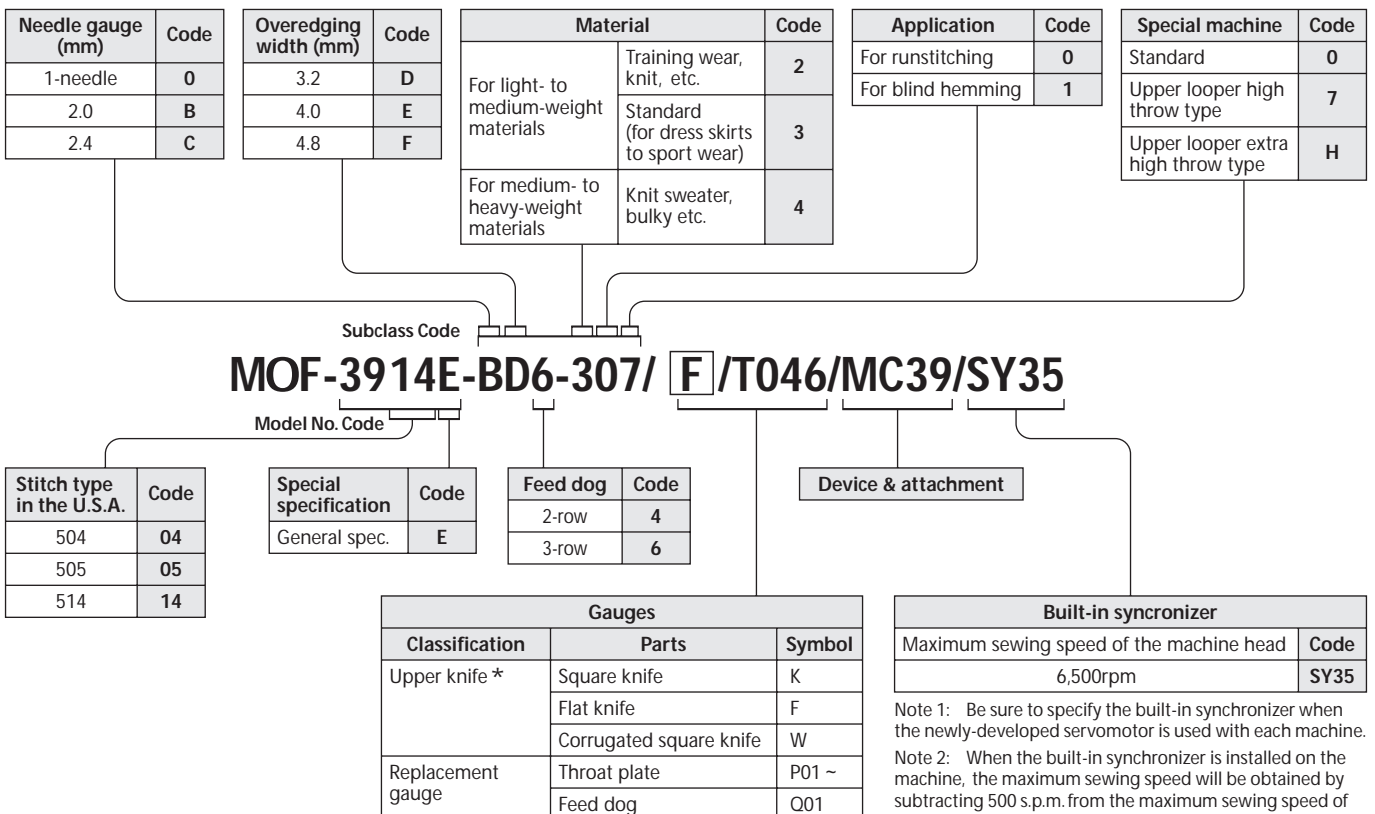 Needle gauge (mm) Code
1-needle 0
2.0 B
2.4 C
Overedging width (mm) Code
3.2 D
4.0 E
4.8 F
Material Code
For light- to
medium-weight
materials
Training wear,
knit, etc.
2
Standard
(for dress skirts
to sport wear)
3
For medium- to
heavy-weight
materials
Knit sweater,
bulky etc.
4
Application Code
For runstitching 0
For blind hemming 1
Special machine Code
Standard 0
Upper looper high
throw type
7
Upper looper extra
high throw type
H
Subclass Code
MOF-3914E-BD6-307/ F /T046/MC39/SY35
Model No. Code
Stitch type
in the U.S.A.
Code
504 04
505 05
514 14
Special
specification
Code
General spec. E
Feed dog Code
2-row 4
3-row 6
Device & attachment
Gauges
Classification Parts Symbol
Upper knife * Square knife K
Flat knife F
Corrugated square knife W
Replacement
gauge
Throat plate P01 ~
Feed dog Q01
Built-in syncronizer
Maximum sewing speed of the machine head Code
6,500rpm SY35
Note 1: Be sure to specify the built-in synchronizer when
the newly-developed servomotor is used with each machine.
Note 2: When the built-in synchronizer is installed on the
machine, the maximum sewing speed will be obtained by
subtracting 500 s.p.m. from the maximum sewing speed of